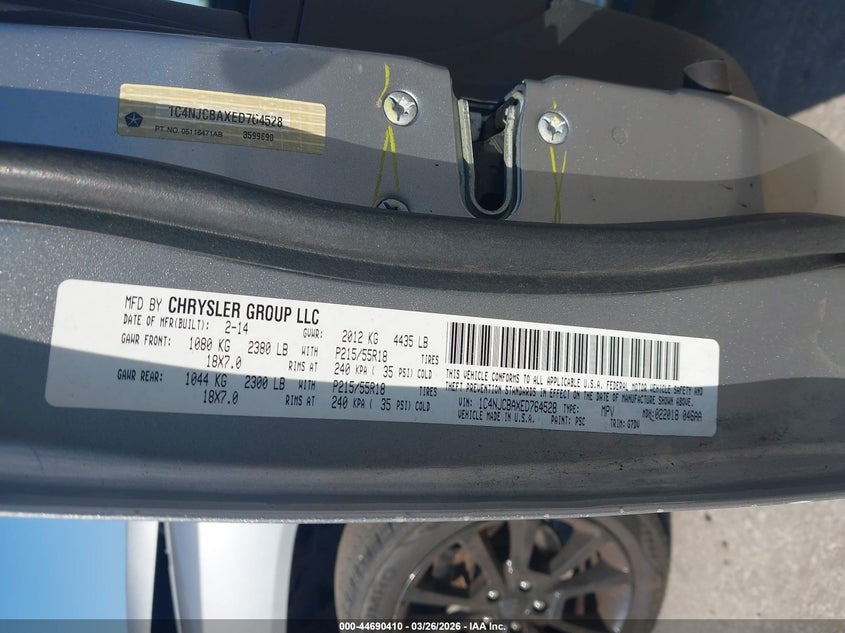 1C4NJCBAXED764528
PT. NO. 05116471AB 3599690
MFD BY CHRYSLER GROUP LLC
DATE OF MFR(BUILT): 2-14 GVWR: 2012 KG 4435 LB
GAWR FRONT: 1080 KG 2380 LB WITH P215/55R18 TIRES
18X7.0 RIMS AT 240 KPA ( 35 PSI) COLD
GAWR REAR: 1044 KG 2300 LB WITH P215/55R18 TIRES
18X7.0 RIMS AT 240 KPA ( 35 PSI) COLD
THIS VEHICLE CONFORMS TO ALL APPLICABLE U.S.A. FEDERAL MOTOR VEHICLE SAFETY AND
THEFT PREVENTION STANDARDS IN EFFECT ON THE DATE OF MANUFACTURE SHOWN ABOVE.
VIN: 1C4NJCBAXED764528 TYPE: MPV MDH:022018 046AA
VEHICLE MADE IN U.S.A. PAINT: PSC TRIM:
000-44690410 — 03/26/2026 — IAA Inc.